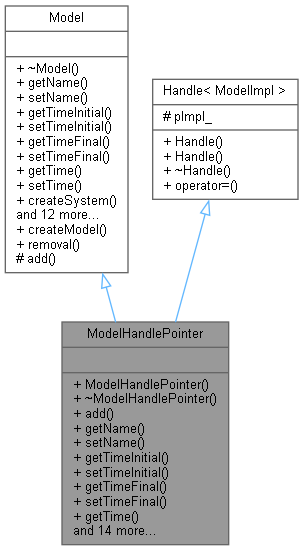 Model
+ ~Model()
+ getName()
+ setName()
+ getTimeInitial()
+ setTimeInitial()
+ getTimeFinal()
+ setTimeFinal()
+ getTime()
+ setTime()
+ createSystem()
and 12 more...
+ createModel()
+ removal()
# add()
Handle< ModelImpl >
# pImpl_
+ Handle()
+ Handle()
+ ~Handle()
+ operator=()
ModelHandlePointer
+ ModelHandlePointer()
+ ~ModelHandlePointer()
+ add()
+ getName()
+ setName()
+ getTimeInitial()
+ setTimeInitial()
+ getTimeFinal()
+ setTimeFinal()
+ getTime()
and 14 more...